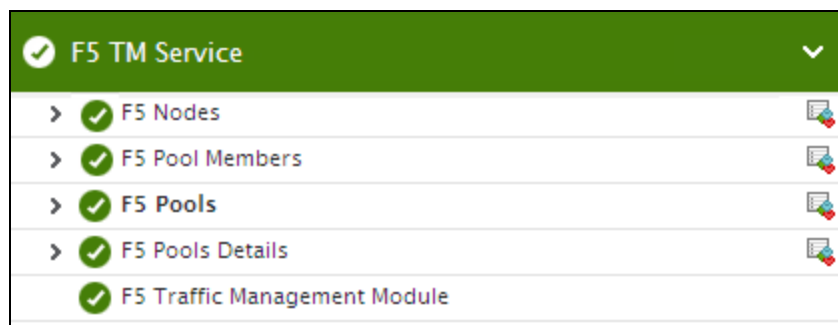 F5 TM Service
F5 Nodes
F5 Pool Members
F5 Pools
F5 Pools Details
F5 Traffic Management Module